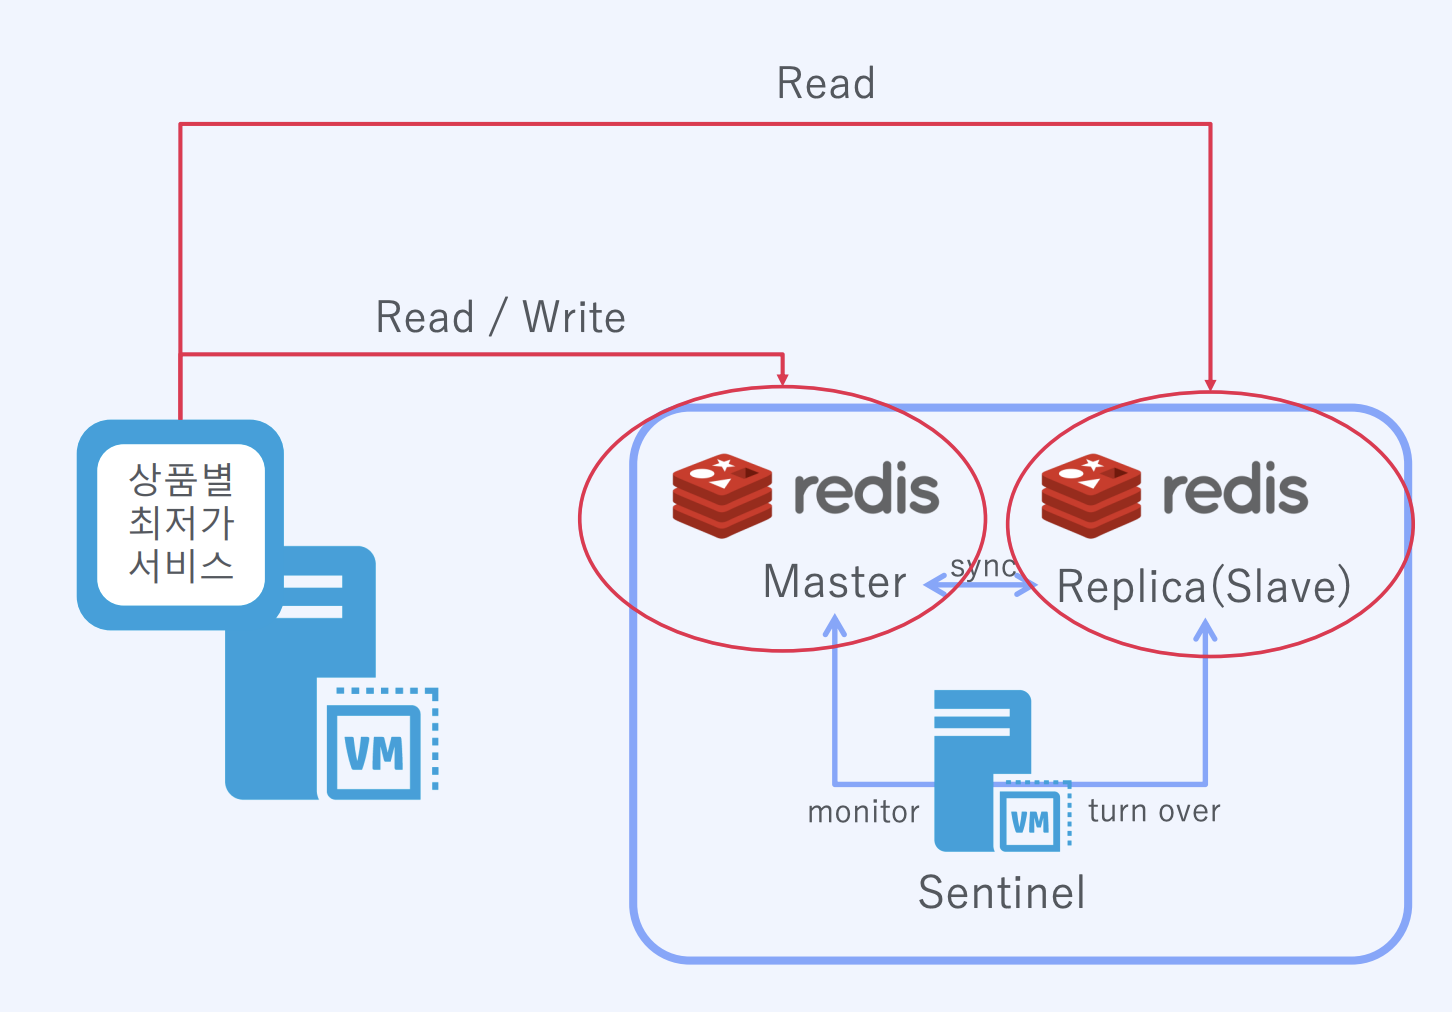 Read
Read / Write
상품별
최저가
서비스
VM
redis
Master
sync
redis
Replica(Slave)
monitor
VM
turn over
Sentinel